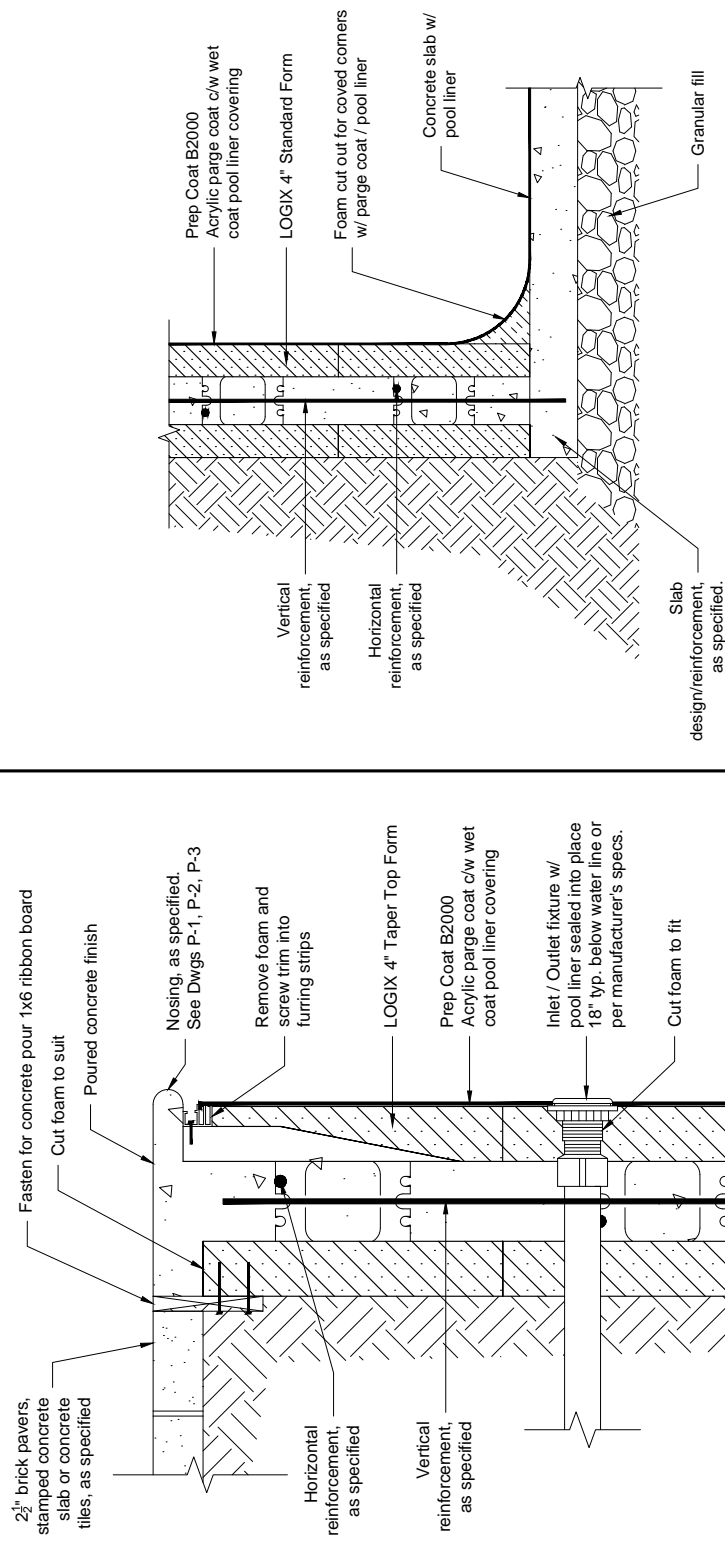 2½" brick pavers,
stamped concrete
slab or concrete
tiles, as specified
Fasten for concrete pour 1x6 ribbon board
Cut foam to suit
Poured concrete finish
Nosing, as specified.
See Dwgs P-1, P-2, P-3
Remove foam and
screw trim into
furring strips
LOGIX 4" Taper Top Form
Prep Coat B2000
Acrylic parge coat c/w wet
coat pool liner covering
Inlet / Outlet fixture w/
pool liner sealed into place
18" typ. below water line or
per manufacturer's specs.
Cut foam to fit
Horizontal
reinforcement,
as specified
Vertical
reinforcement,
as specified
Prep Coat B2000
Acrylic parge coat c/w wet
coat pool liner covering
LOGIX 4" Standard Form
Foam cut out for coved corners
w/ parge coat / pool liner
Concrete slab w/
pool liner
Granular fill
Vertical
reinforcement,
as specified
Horizontal
reinforcement,
as specified
Slab
design/reinforcement,
as specified.